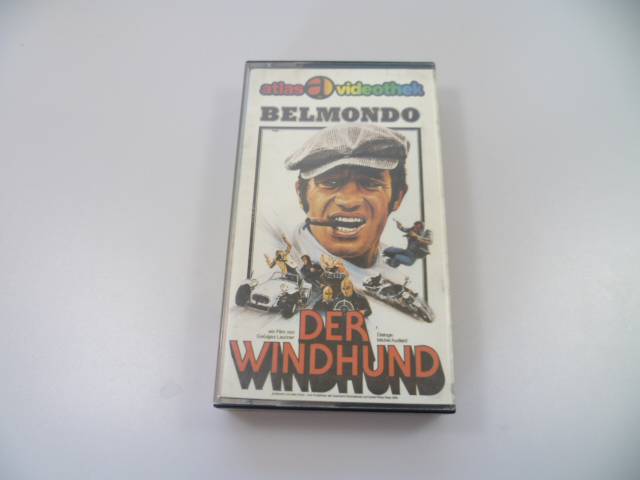 atlas a videothek
BELMONDO
ein Film von
Georges Lautner
Dialoge:
Michel Audiard
DER
WINDHUND